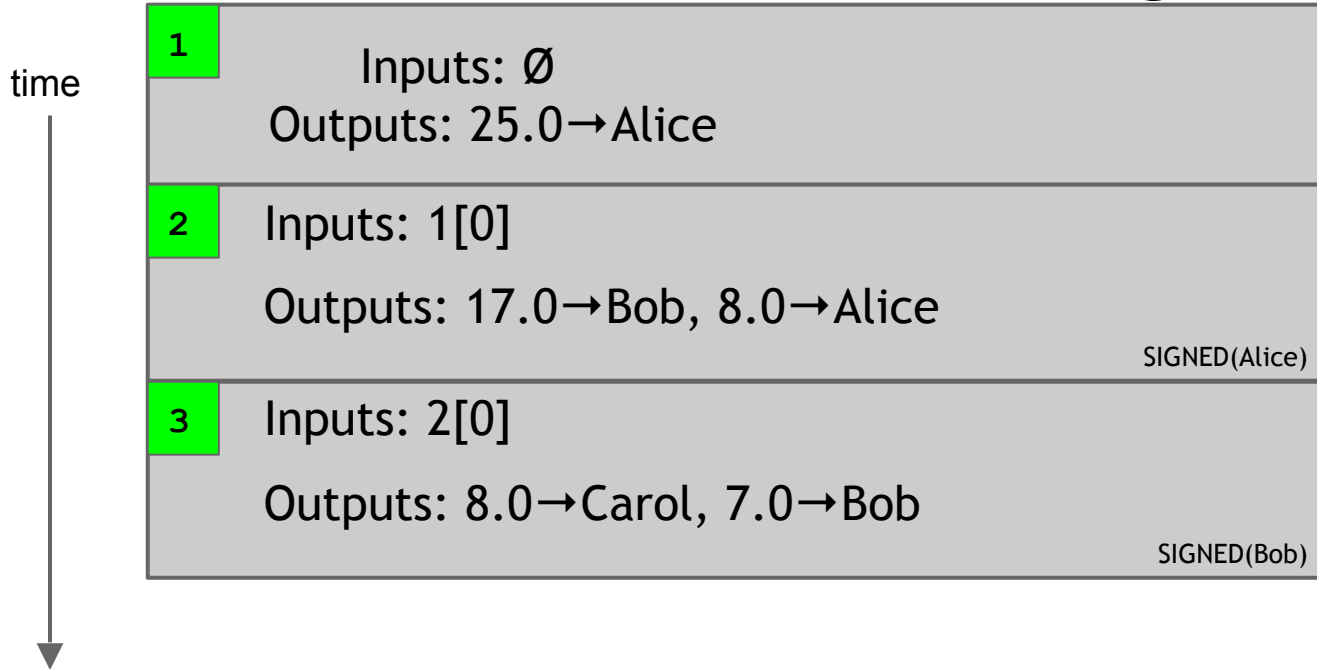 time
1
Inputs: Ø
Outputs: 25.0→Alice
2
Inputs: 1[0]
Outputs: 17.0→Bob, 8.0→Alice
SIGNED(Alice)
3
Inputs: 2[0]
Outputs: 8.0→Carol, 7.0→Bob
SIGNED(Bob)